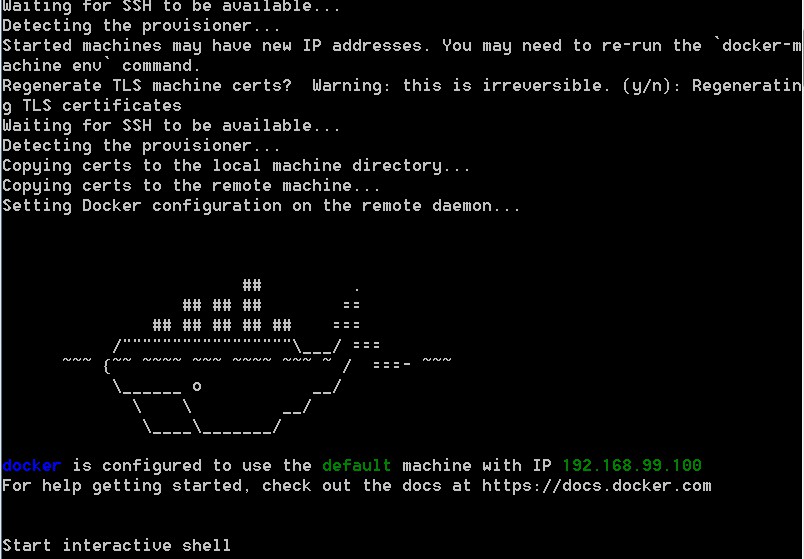 Waiting for SSH to be available...
Detecting the provisioner...
Started machines may have new IP addresses. You may need to re-run the `docker-m
achine env` command.
Regenerate TLS machine certs?  Warning: this is irreversible. (y/n): Regeneratin
g TLS certificates
Waiting for SSH to be available...
Detecting the provisioner...
Copying certs to the local machine directory...
Copying certs to the remote machine...
Setting Docker configuration on the remote daemon...
                        ##         .
                  ## ## ##        ==
               ## ## ## ## ##    ===
           /"""""""""""""""""\___/ ===
      ~~~ {~~ ~~~~ ~~~ ~~~~ ~~~ ~ /  ===- ~~~
           \______ o           __/
             \    \         __/
              \____\_______/
docker is configured to use the default machine with IP 192.168.99.100
For help getting started, check out the docs at https://docs.docker.com
Start interactive shell